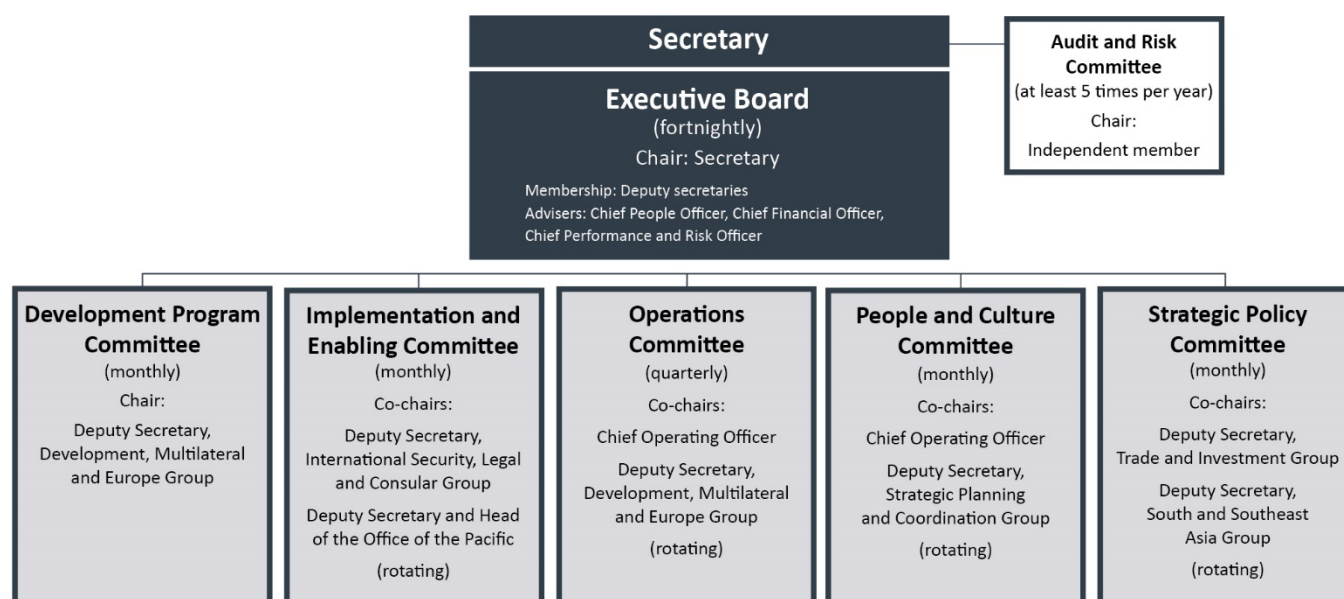 Secretary
Executive Board
(fortnightly)
Chair: Secretary
Membership: Deputy secretaries
Advisers: Chief People Officer, Chief Financial Officer,
Chief Performance and Risk Officer
Audit and Risk
Committee
(at least 5 times per year)
Chair:
Independent member
Development Program
Committee
(monthly)
Chair:
Deputy Secretary,
Development, Multilateral
and Europe Group
Implementation and
Enabling Committee
(monthly)
Co-chairs:
Deputy Secretary,
International Security, Legal
and Consular Group
Deputy Secretary and Head
of the Office of the Pacific
(rotating)
Operations
Committee
(quarterly)
Co-chairs:
Chief Operating Officer
Deputy Secretary,
Development, Multilateral
and Europe Group
(rotating)
People and Culture
Committee
(monthly)
Co-chairs:
Chief Operating Officer
Deputy Secretary,
Strategic Planning
and Coordination Group
(rotating)
Strategic Policy
Committee
(monthly)
Co-chairs:
Deputy Secretary,
Trade and Investment Group
Deputy Secretary,
South and Southeast
Asia Group
(rotating)